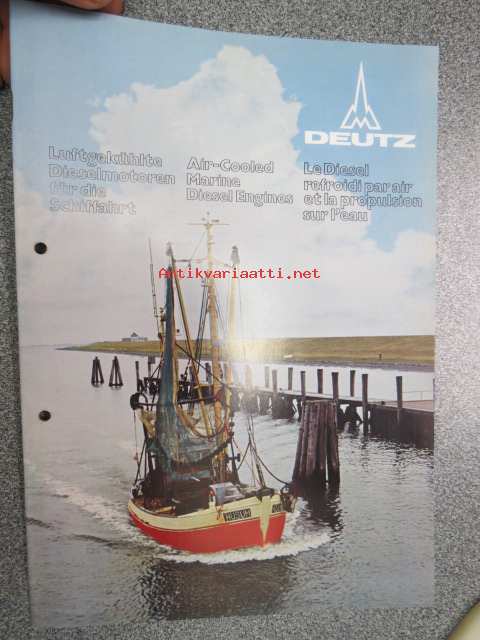 DEUTZ
Luftgekühlte
Dieselmotoren
für die
Schiffahrt
Air-Cooled
Marine
Diesel Engines
Le Diesel
refroidi par air
et la propulsion
sur l'eau
Antikvariaatti.net